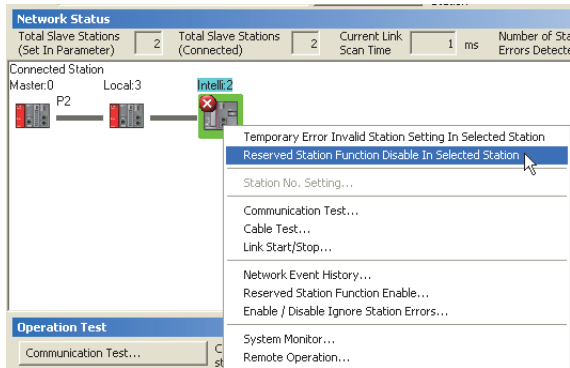 Network Status
Total Slave Stations (Set In Parameter) 2 Total Slave Stations (Connected) 2 Current Link Scan Time 1 ms Number of Sta
Errors Detecte
Connected Station
Master:0 Local:3 Intelli:2
P2
Temporary Error Invalid Station Setting In Selected Station
Reserved Station Function Disable In Selected Station
Station No. Setting...
Communication Test...
Cable Test...
Link Start/Stop...
Network Event History...
Reserved Station Function Enable...
Enable / Disable Ignore Station Errors...
System Monitor...
Remote Operation...
Operation Test
Communication Test...